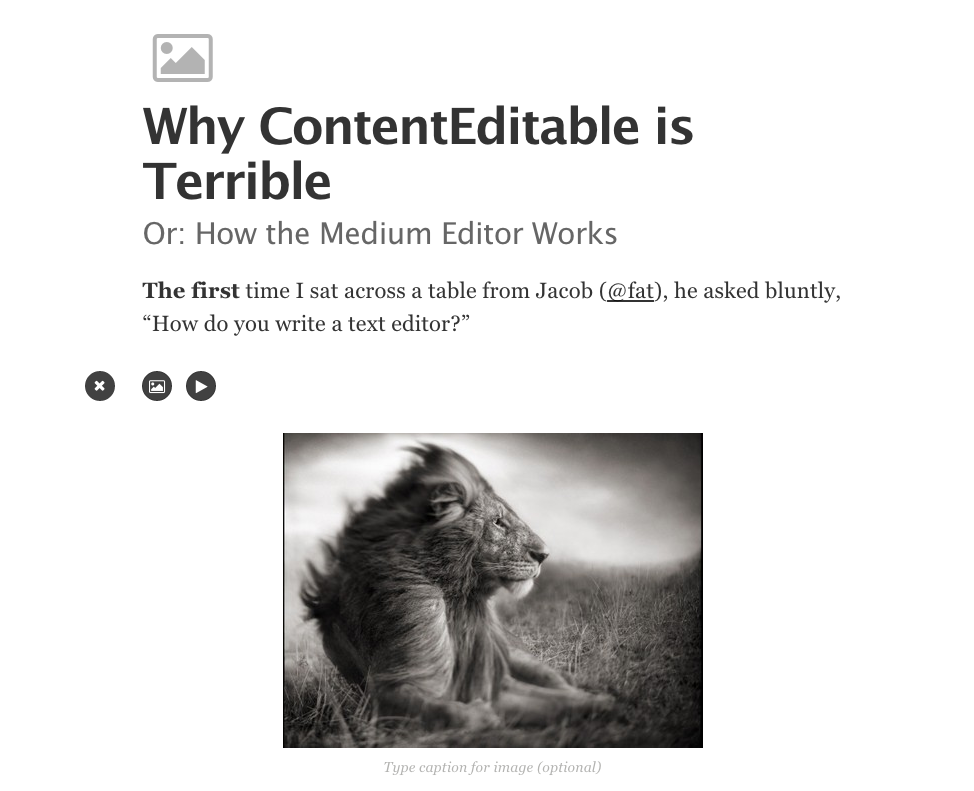 Why ContentEditable is
Terrible
Or: How the Medium Editor Works
The first time I sat across a table from Jacob (@fat), he asked bluntly,
“How do you write a text editor?”
Type caption for image (optional)